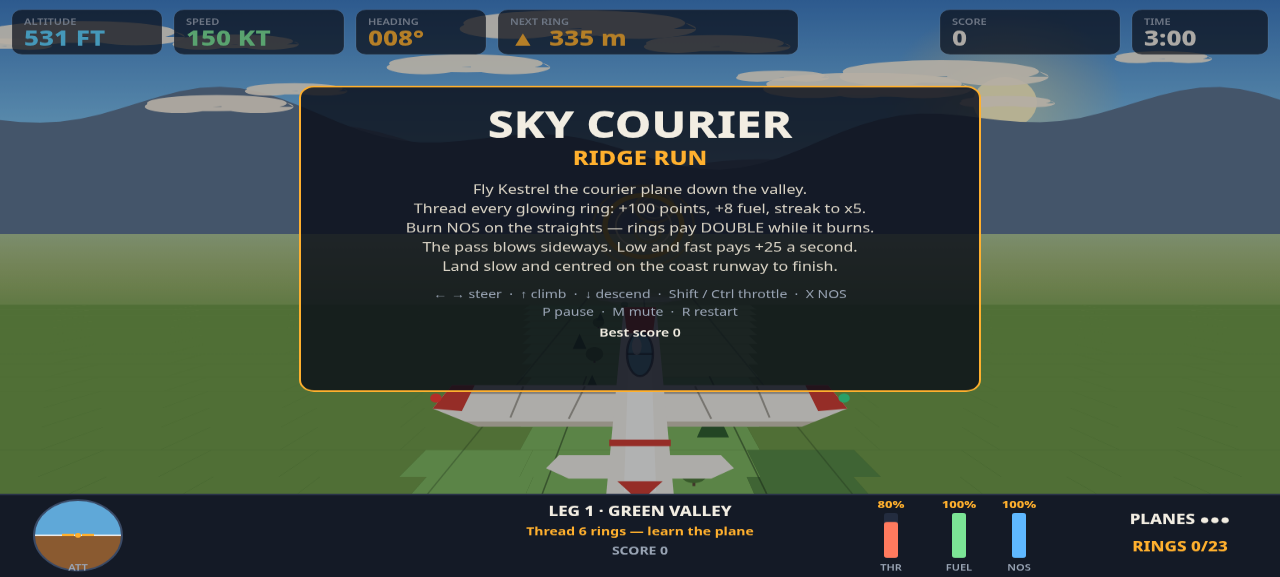 ALTITUDE
531 FT
SPEED
150 KT
HEADING
008°
NEXT RING
▲ 335 m
SCORE
0
TIME
3:00
SKY COURIER
RIDGE RUN
Fly Kestrel the courier plane down the valley.
Thread every glowing ring: +100 points, +8 fuel, streak to x5.
Burn NOS on the straights — rings pay DOUBLE while it burns.
The pass blows sideways. Low and fast pays +25 a second.
Land slow and centred on the coast runway to finish.
← → steer · ↑ climb · ↓ descend · Shift / Ctrl throttle · X NOS
P pause · M mute · R restart
Best score 0
LEG 1 · GREEN VALLEY
Thread 6 rings — learn the plane
SCORE 0
80%
100%
100%
THR
FUEL
NOS
PLANES ●●●
RINGS 0/23
ATT